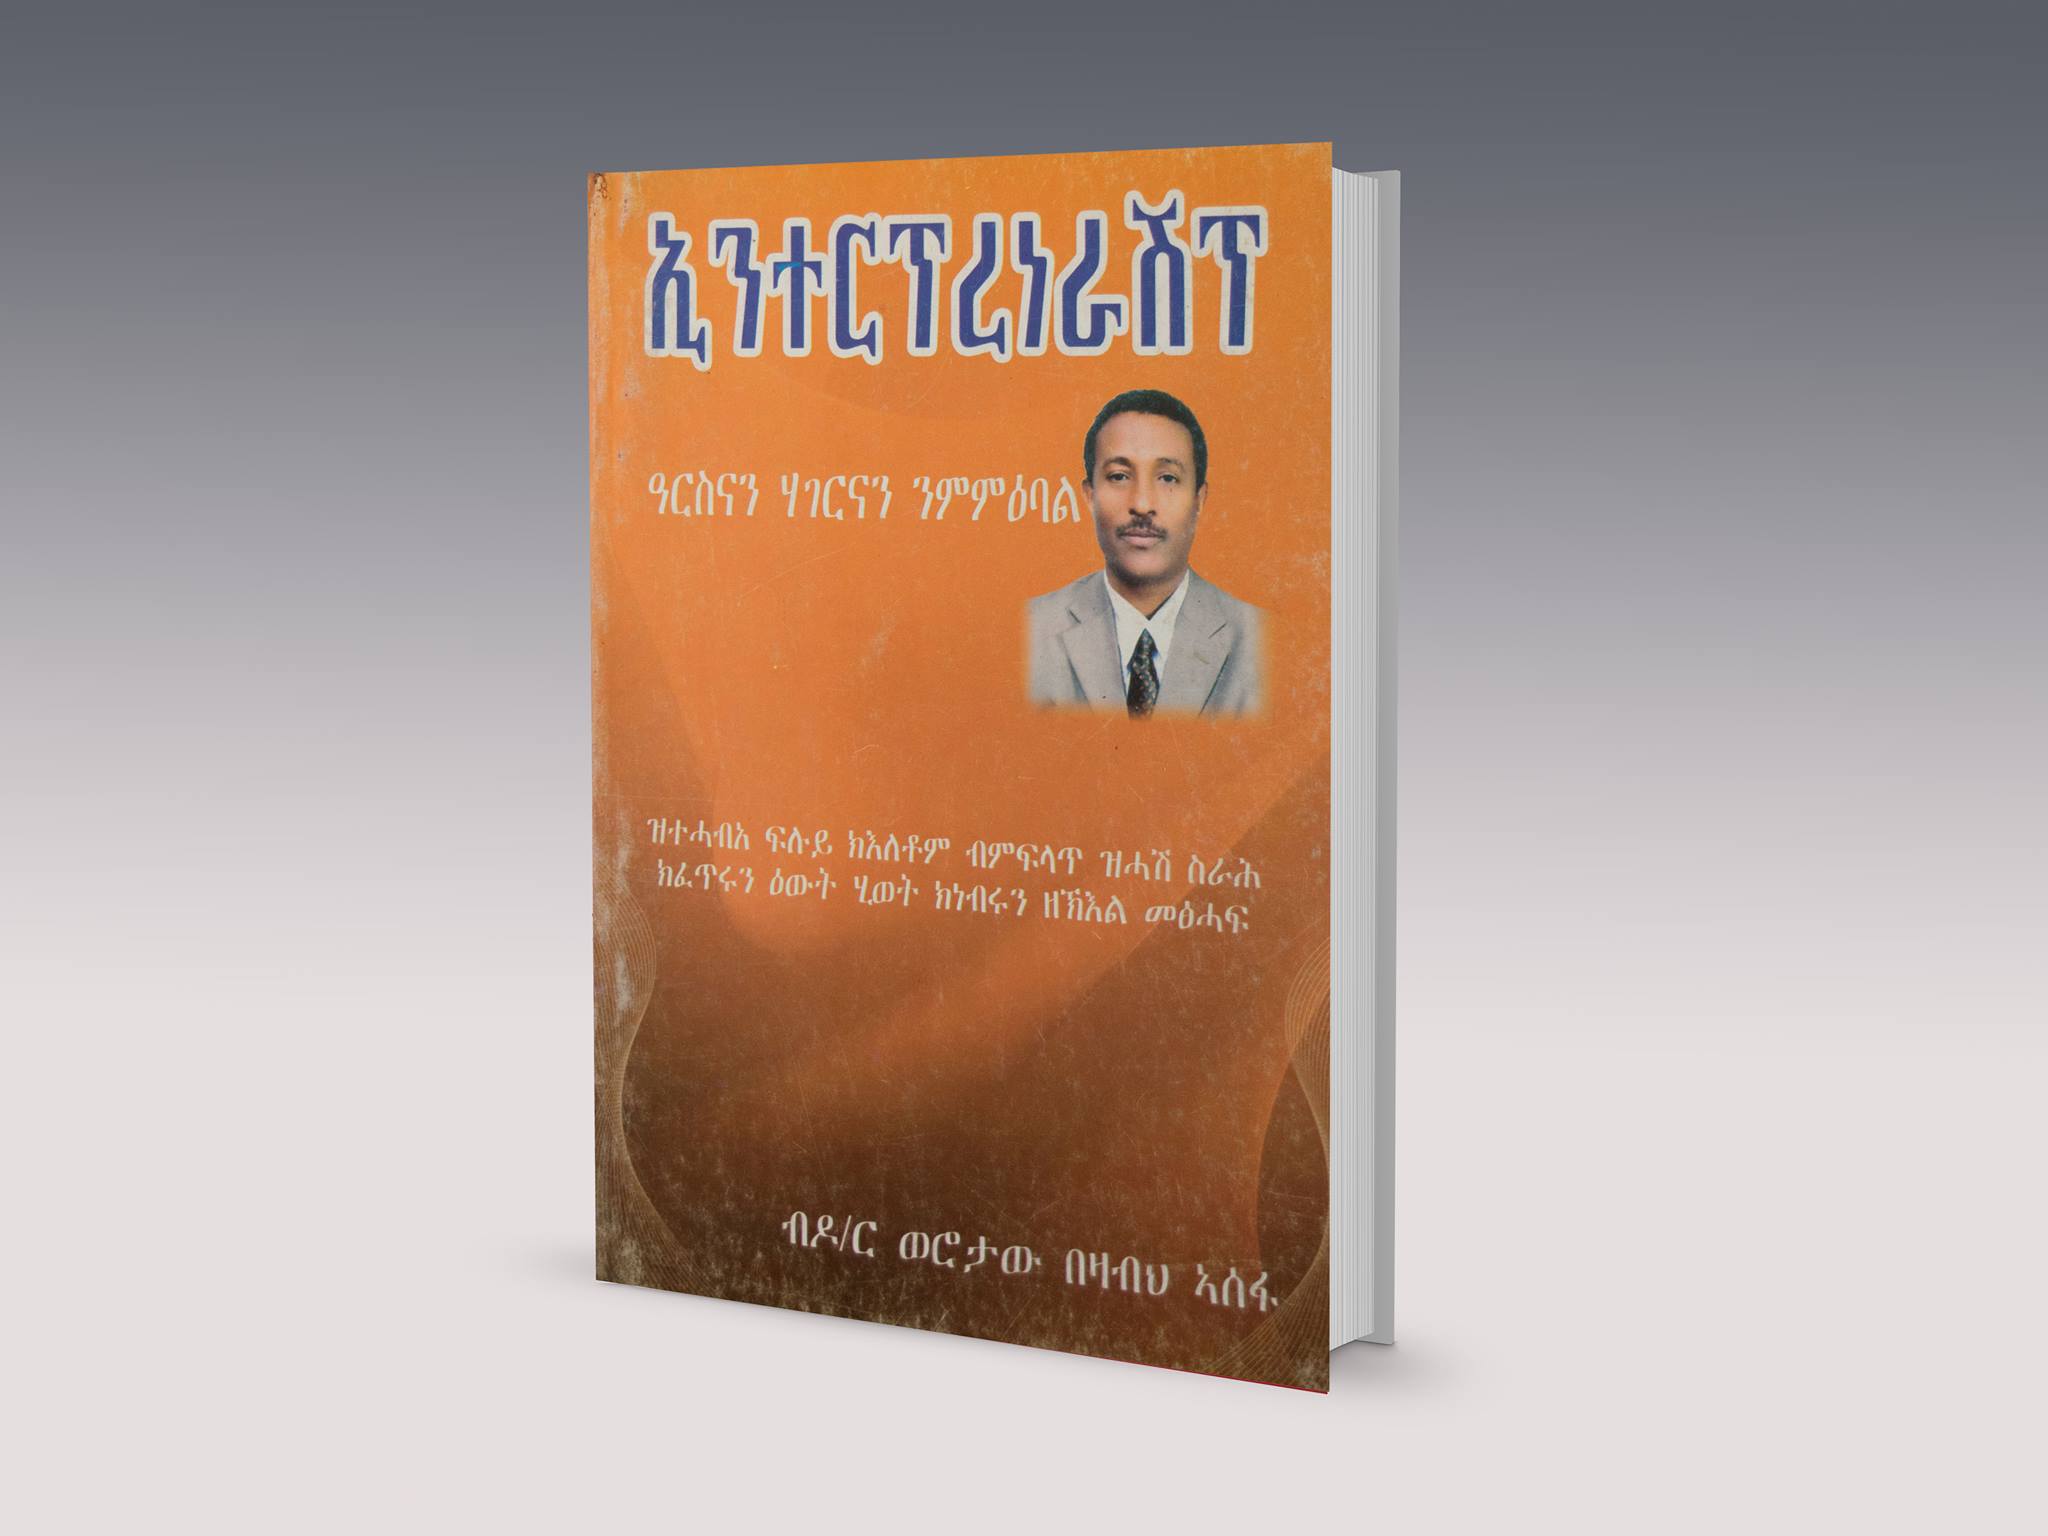 ኢንተርፕረነራሽፕ
ዓርስናን ሃገርናን ንምምዕባል
ዝተሓብአ ፍሉይ ክእለቶም ብምፍላጥ ዝሓሽ ስራሕ
ክፈጥሩን ዕውት ሂወት ክነብሩን ዘኽእል መፅሓፍ
ብዶ/ር ወሮታው በዛብህ ኣሰፋ